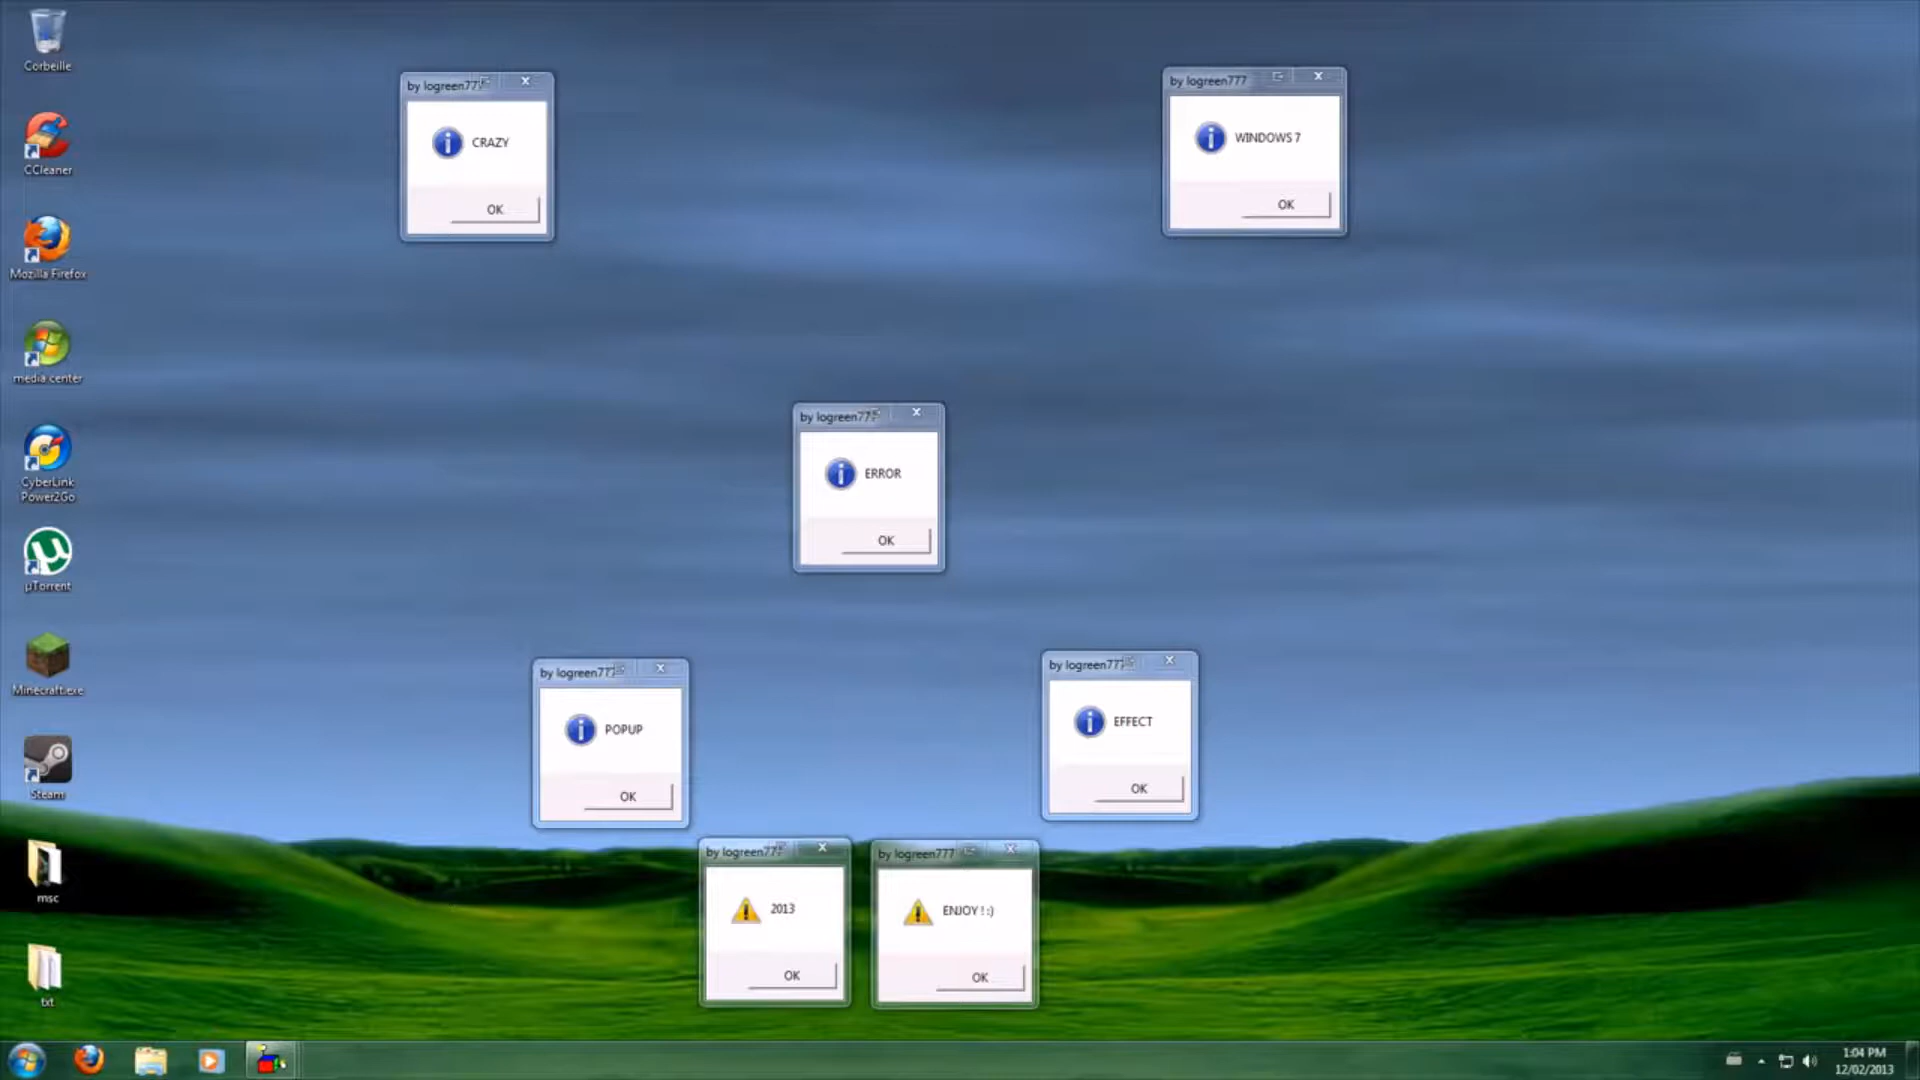 Corbeille
CCleaner
Mozilla Firefox
media center
CyberLink
Power2Go
µTorrent
Minecraft.exe
Steam
msc
txt
by logreen777
CRAZY
OK
by logreen777
WINDOWS 7
OK
by logreen777
ERROR
OK
by logreen777
POPUP
OK
by logreen777
EFFECT
OK
by logreen777
2013
OK
by logreen777
ENJOY ! :)
OK
1:04 PM
12/02/2013